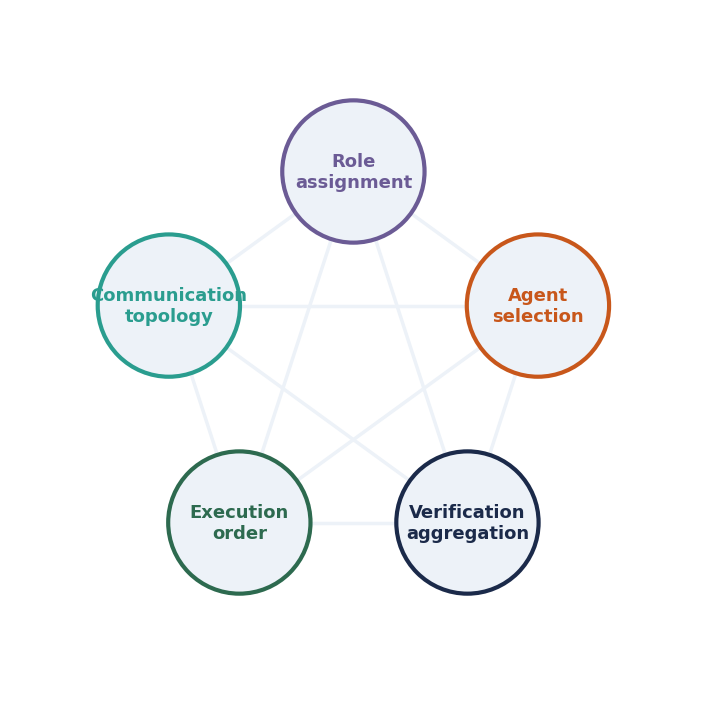 Role
assignment
Communication
topology
Agent
selection
Execution
order
Verification
aggregation